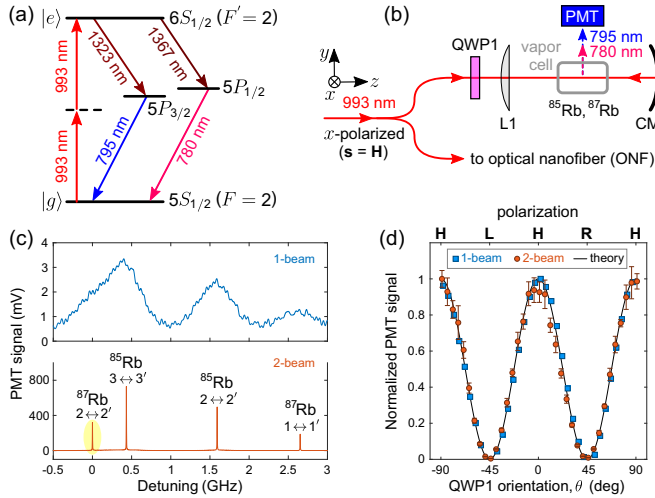 (a)
|e⟩
6S1/2 (F′ = 2)
1323 nm
1367 nm
993 nm
5P3/2
5P1/2
993 nm
795 nm
780 nm
|g⟩
5S1/2 (F = 2)
(b)
PMT
795 nm
780 nm
QWP1
vapor
cell
y
x
z
993 nm
L1
85Rb, 87Rb
CM
x-polarized
(s = H)
to optical nanofiber (ONF)
(c)
4
3
2
1
0
1-beam
PMT signal (mV)
2-beam
800
400
0
87Rb
2↔2′
85Rb
3↔3′
85Rb
2↔2′
87Rb
1↔1′
-0.5 0 0.5 1.0 1.5 2.0 2.5 3
Detuning (GHz)
(d)
polarization
H L H R H
1-beam 2-beam theory
Normalized PMT signal
1.0
0.8
0.6
0.4
0.2
0
-90 -45 0 45 90
QWP1 orientation, θ (deg)